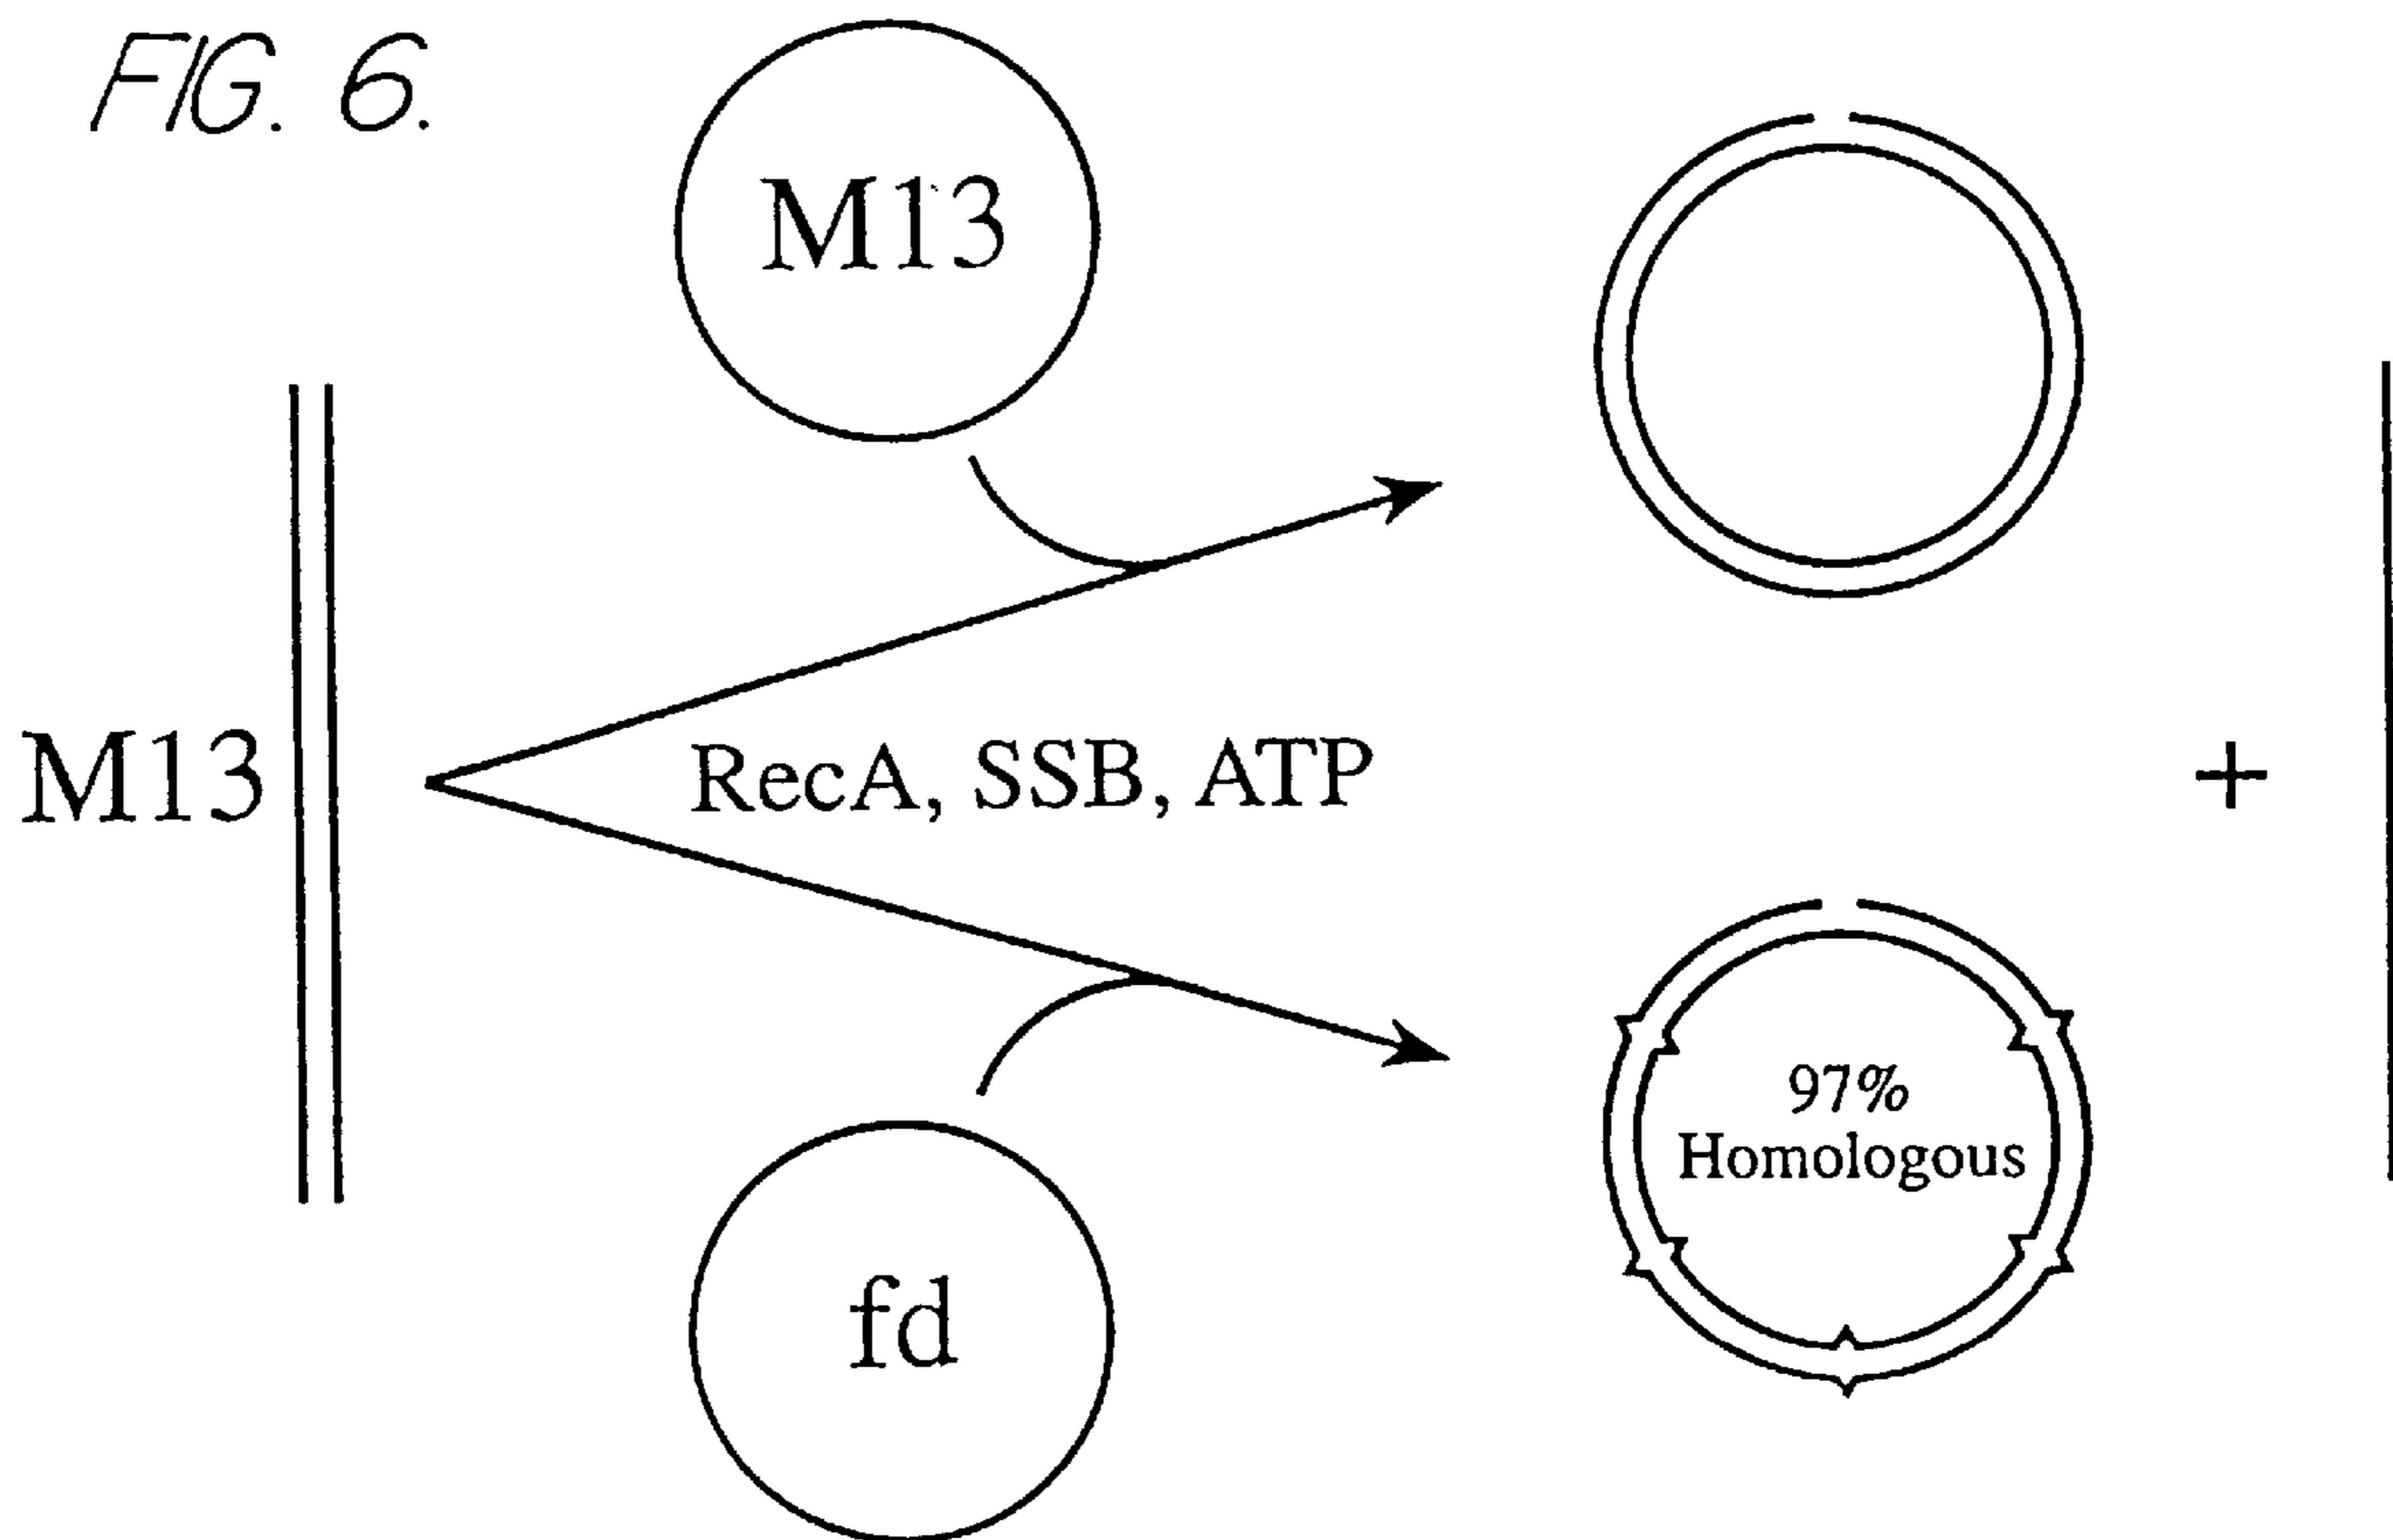 FIG. 6.
M13
M13
RecA, SSB, ATP
+
97%
Homologous
fd